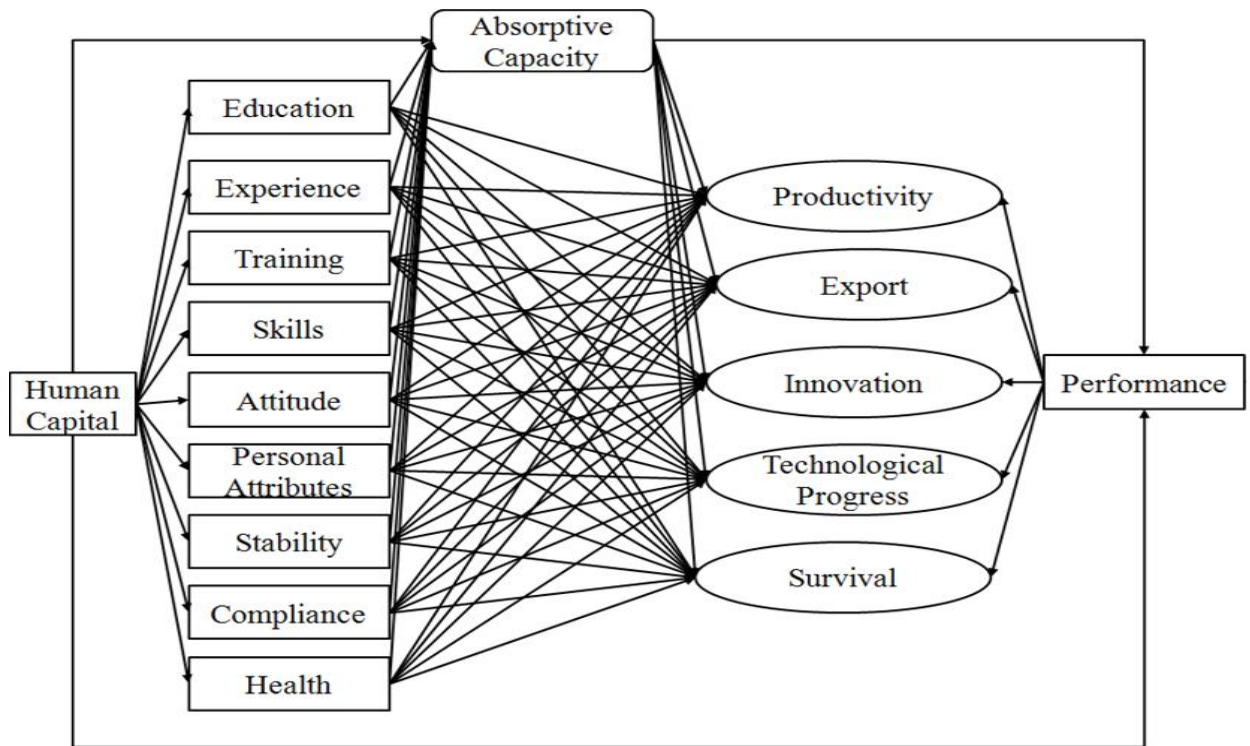 Absorptive
Capacity
Education
Experience
Training
Skills
Attitude
Personal
Attributes
Stability
Compliance
Health
Human
Capital
Productivity
Export
Innovation
Technological
Progress
Survival
Performance